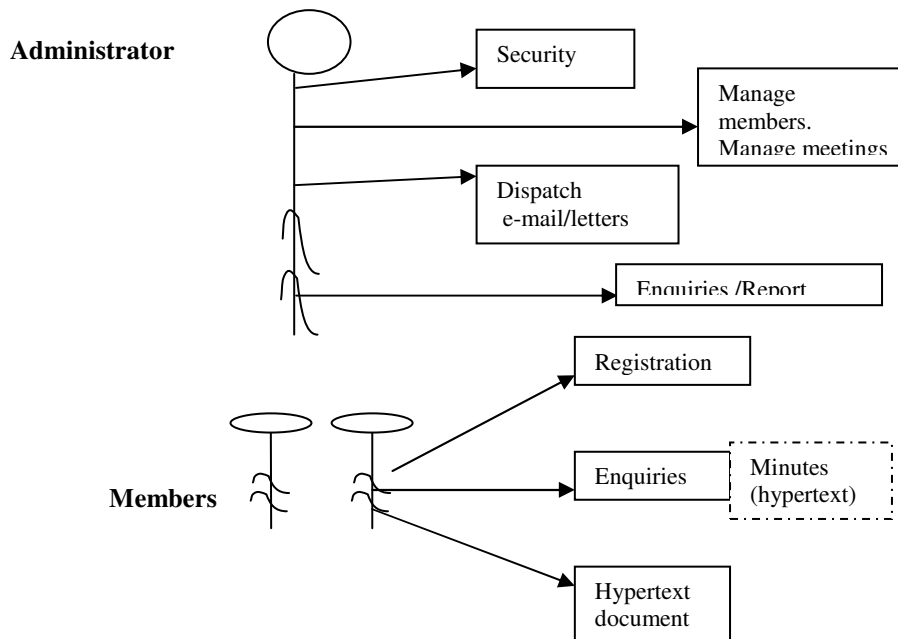 Administrator
Security
Manage
members.
Manage meetings
Dispatch
e-mail/letters
Enquiries /Report
Registration
Members
Enquiries
Minutes
(hypertext)
Hypertext
document